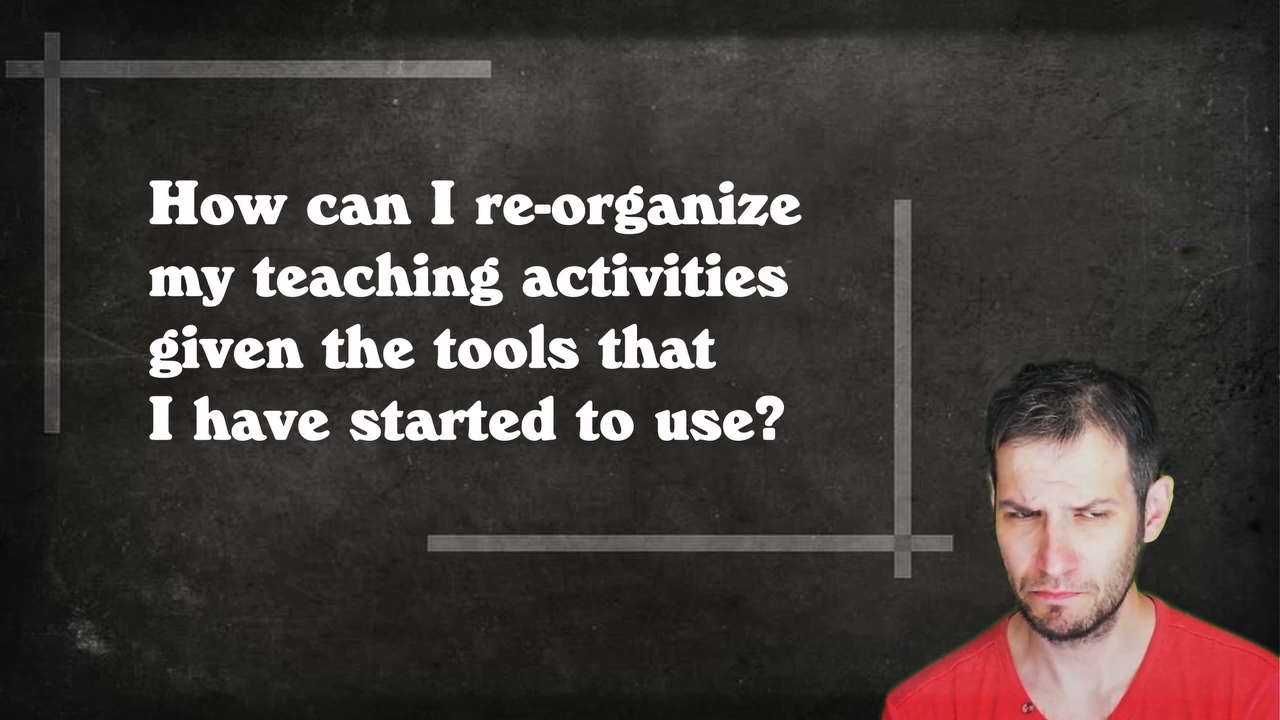 How can I re-organize
my teaching activities
given the tools that
I have started to use?